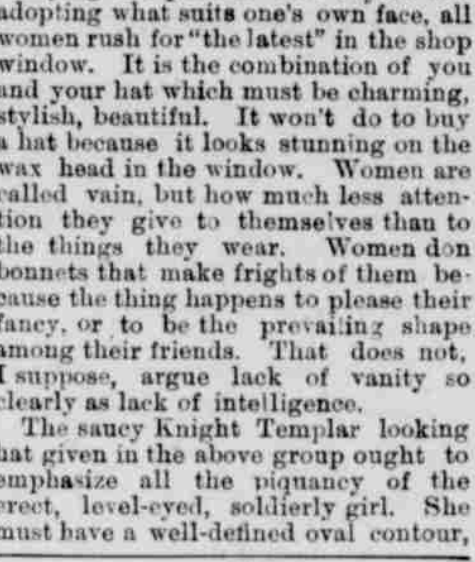 adopting what suits one's own face, all
women rush for "the latest" in the shop
window. It is the combination of you
and your hat which must be charming,
stylish, beautiful. It won't do to buy
a hat because it looks stunning on the
wax head in the window. Women are
called vain, but how much less atten-
tion they give to themselves than to
the things they wear. Women don
bonnets that make frights of them be-
cause the thing happens to please their
fancy, or to be the prevailing shape
among their friends. That does not,
I suppose, argue lack of vanity so
clearly as lack of intelligence.
The saucy Knight Templar looking
hat given in the above group ought to
emphasize all the piquancy of the
erect, level-eyed, soldierly girl. She
must have a well-defined oval contour,